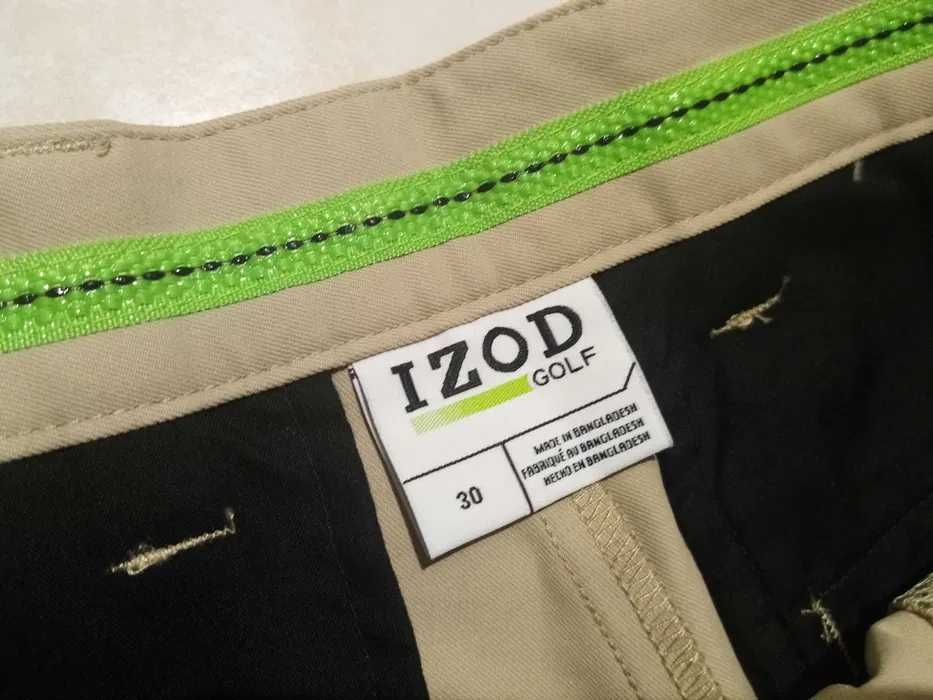 IZOD
GOLF
30
MADE IN BANGLADESH
FABRIQUÉ AU BANGLADESH
HECHO EN BANGLADESH